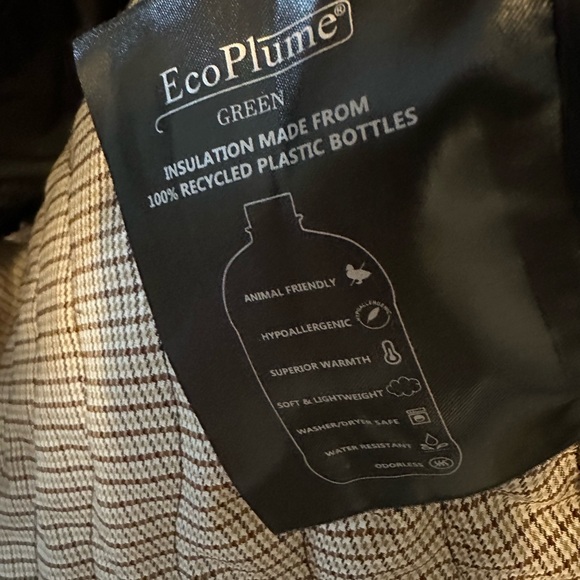 EcoPlume®
GREEN
INSULATION MADE FROM
100% RECYCLED PLASTIC BOTTLES
ANIMAL FRIENDLY
HYPOALLERGENIC
HYPOALLERGENIC
SUPERIOR WARMTH
SOFT & LIGHTWEIGHT
WASHER/DRYER SAFE
WATER RESISTANT
ODORLESS